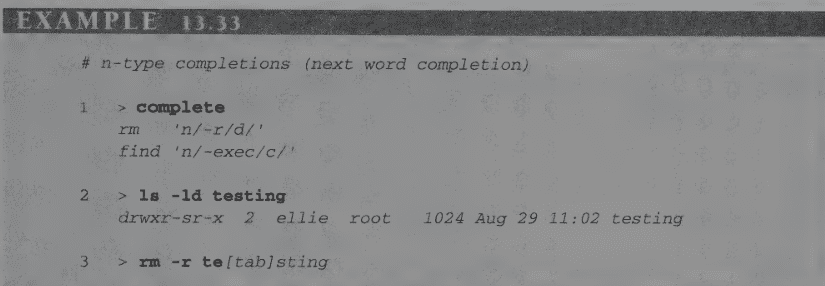 EXAMPLE 13.33
# n-type completions (next word completion)
1 > complete
rm 'n/-r/d/'
find 'n/-exec/c/'
2 > ls -ld testing
drwxr-sr-x 2 ellie root 1024 Aug 29 11:02 testing
3 > rm -r te[tab]sting